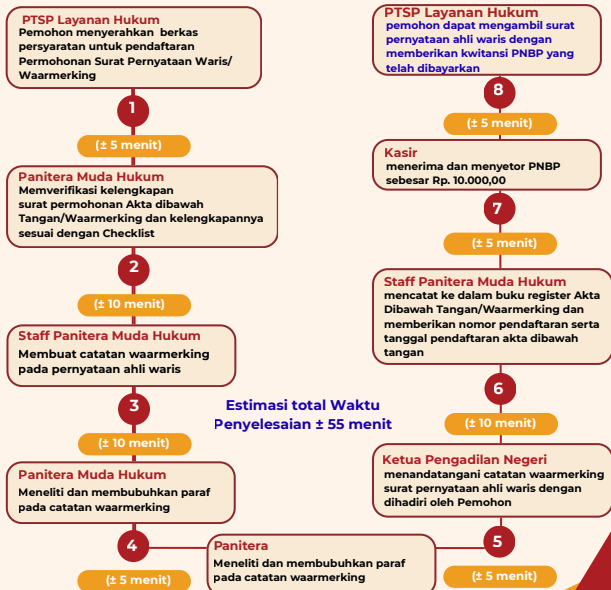 PTSP Layanan Hukum
Pemohon menyerahkan berkas
persyaratan untuk pendaftaran
Permohonan Surat Pernyataan Waris/
Waarmerking
1
(± 5 menit)
Panitera Muda Hukum
Memverifikasi kelengkapan
surat permohonan Akta dibawah
Tangan/Waarmerking dan kelengkapannya
sesuai dengan Checklist
2
(± 10 menit)
Staff Panitera Muda Hukum
Membuat catatan waarmerking
pada pernyataan ahli waris
3
(± 10 menit)
Panitera Muda Hukum
Meneliti dan membubuhkan paraf
pada catatan waarmerking
4
(± 5 menit)
Estimasi total Waktu
Penyelesaian ± 55 menit
Panitera
Meneliti dan membubuhkan paraf
pada catatan waarmerking
5
(± 5 menit)
Ketua Pengadilan Negeri
menandatangani catatan waarmerking
surat pernyataan ahli waris dengan
dihadiri oleh Pemohon
(± 10 menit)
6
Staff Panitera Muda Hukum
mencatat ke dalam buku register Akta
Dibawah Tangan/Waarmerking dan
memberikan nomor pendaftaran serta
tanggal pendaftaran akta dibawah
tangan
(± 5 menit)
7
Kasir
menerima dan menyetor PNBP
sebesar Rp. 10.000,00
(± 5 menit)
8
PTSP Layanan Hukum
pemohon dapat mengambil surat
pernyataan ahli waris dengan
memberikan kwitansi PNBP yang
telah dibayarkan